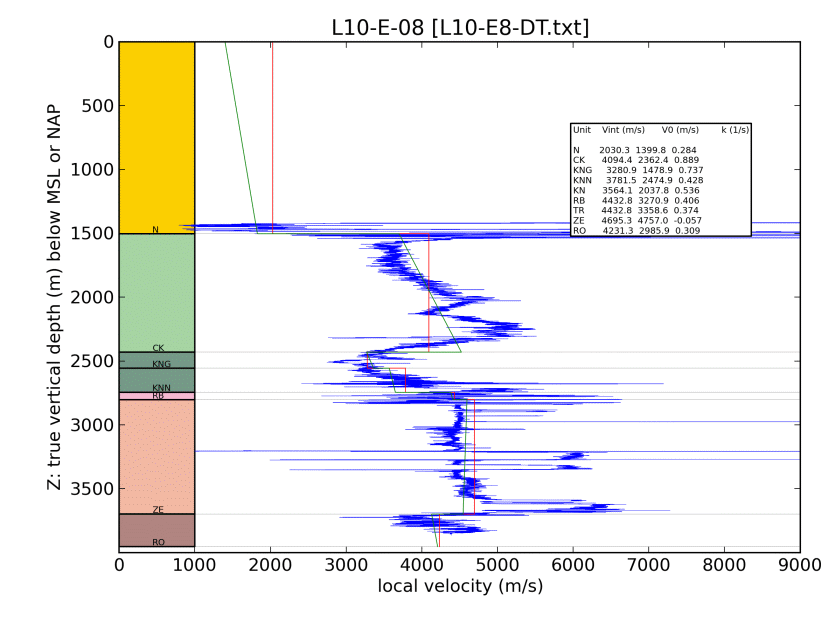 L10-E-08 [L10-E8-DT.txt]
Z: true vertical depth (m) below MSL or NAP
0
500
1000
1500
2000
2500
3000
3500
N
CK
KNG
KNN
RB
ZE
RO
Unit Vint (m/s) V0 (m/s) k (1/s)
N 2030.3 1399.8 0.284
CK 4094.4 2362.4 0.889
KNG 3280.9 1478.9 0.737
KNN 3781.5 2474.9 0.428
KN 3564.1 2037.8 0.536
RB 4432.8 3270.9 0.406
TR 4432.8 3358.6 0.374
ZE 4695.3 4757.0 -0.057
RO 4231.3 2985.9 0.309
0 1000 2000 3000 4000 5000 6000 7000 8000 9000
local velocity (m/s)